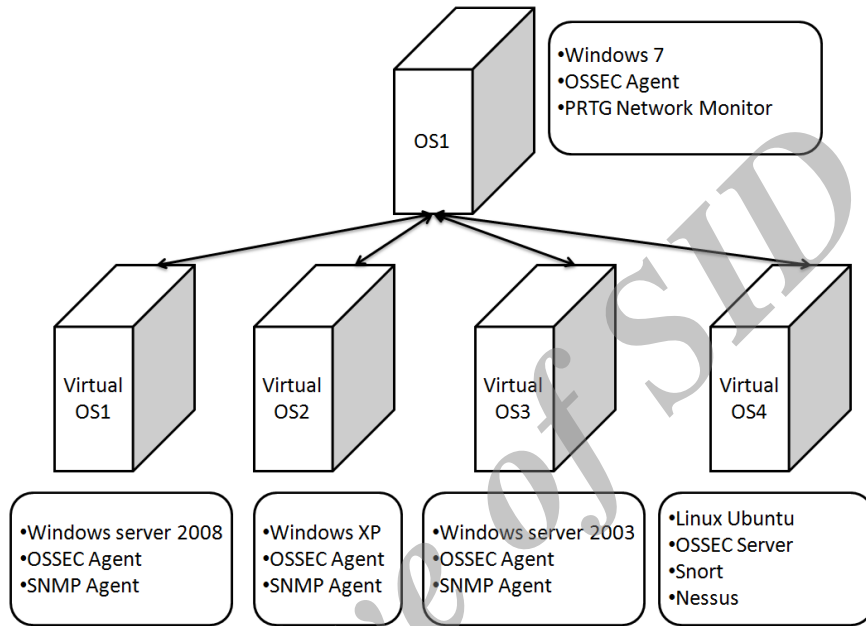 •Windows 7
•OSSEC Agent
•PRTG Network Monitor
OS1
Virtual
OS1
Virtual
OS2
Virtual
OS3
Virtual
OS4
•Windows server 2008
•OSSEC Agent
•SNMP Agent
•Windows XP
•OSSEC Agent
•SNMP Agent
•Windows server 2003
•OSSEC Agent
•SNMP Agent
•Linux Ubuntu
•OSSEC Server
•Snort
•Nessus
of SID